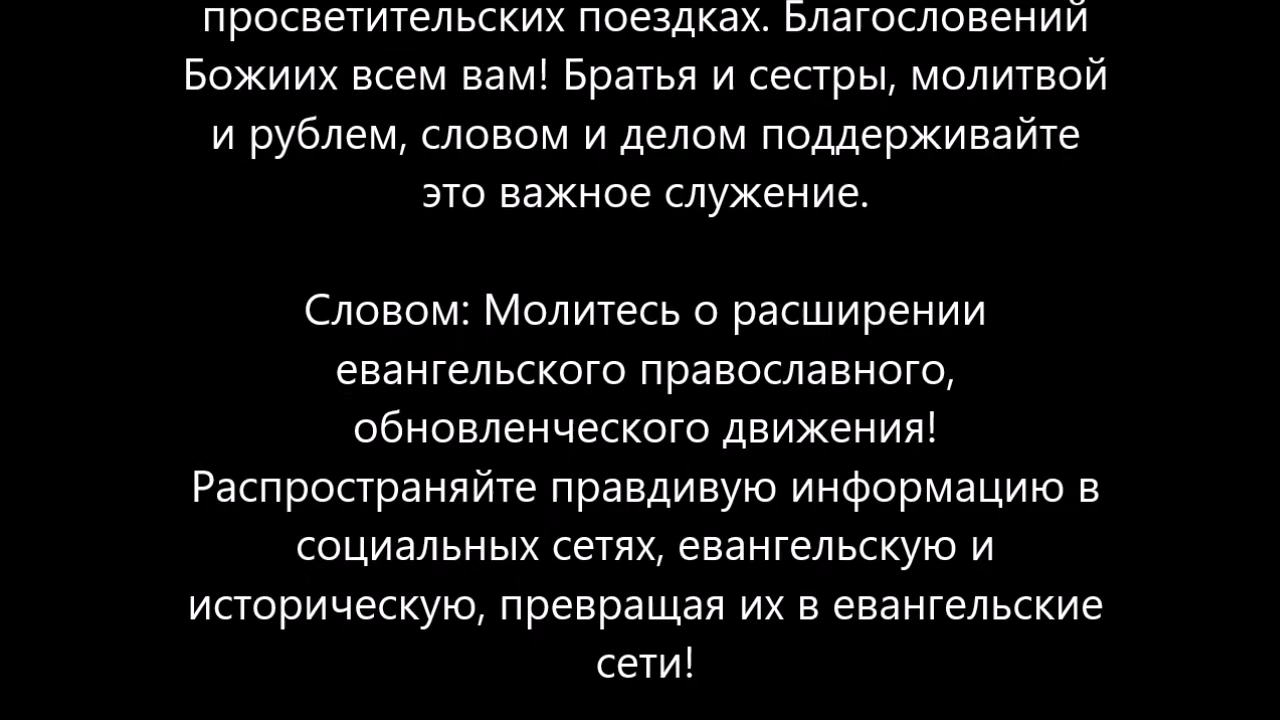 просветительских поездках. Благословений
Божиих всем вам! Братья и сестры, молитвой
и рублем, словом и делом поддерживайте
это важное служение.
Словом: Молитесь о расширении
евангельского православного,
обновленческого движения!
Распространяйте правдивую информацию в
социальных сетях, евангельскую и
историческую, превращая их в евангельские
сети!